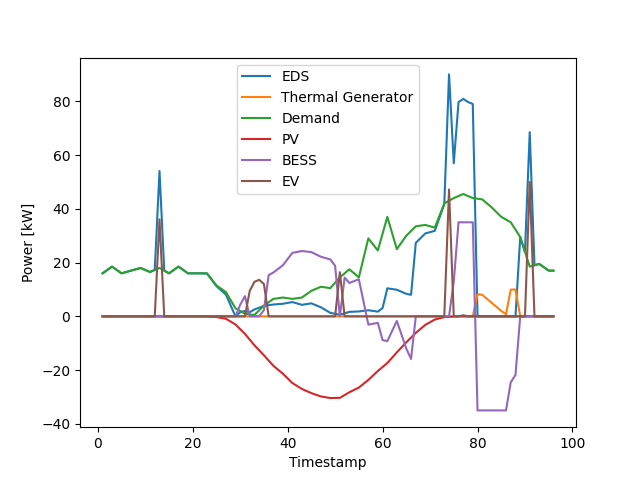 EDS
Thermal Generator
Demand
PV
BESS
EV
Power [kW]
80
60
40
20
0
−20
−40
0 20 40 60 80 100
Timestamp